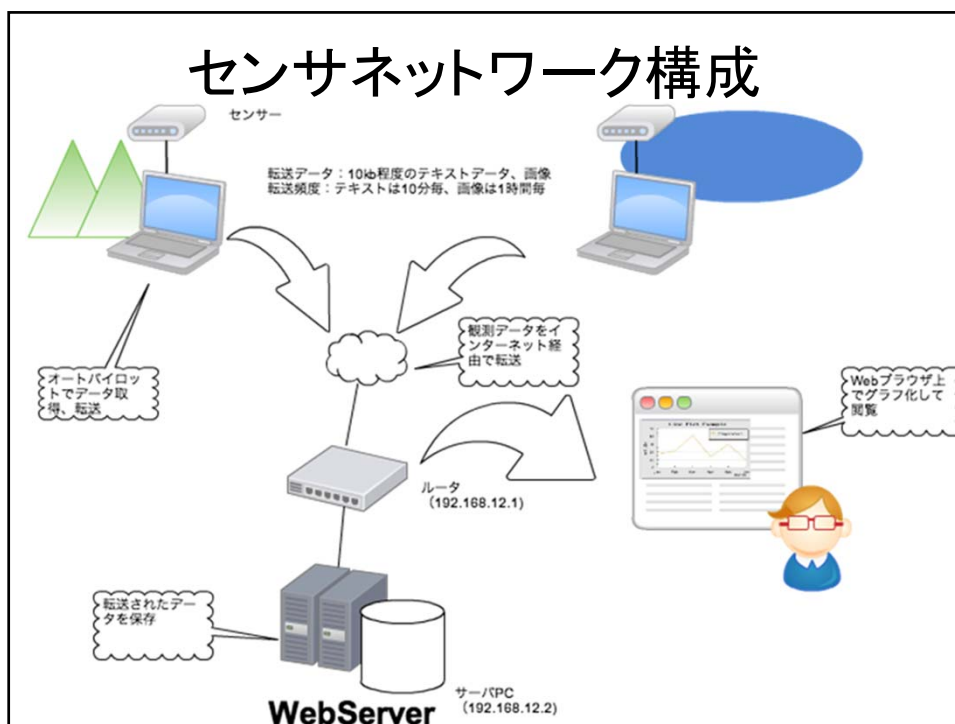 センサネットワーク構成
センサー
転送データ：10kb程度のテキストデータ、画像
転送頻度：テキストは10分毎、画像は1時間毎
観測データをイ
ンターネット経
由で転送
オートパイロッ
トでデータ取
得、転送
Webブラウザ上
でグラフ化して
閲覧
ルータ
（192.168.12.1）
転送されたデー
タを保存
サーバPC
（192.168.12.2）
WebServer